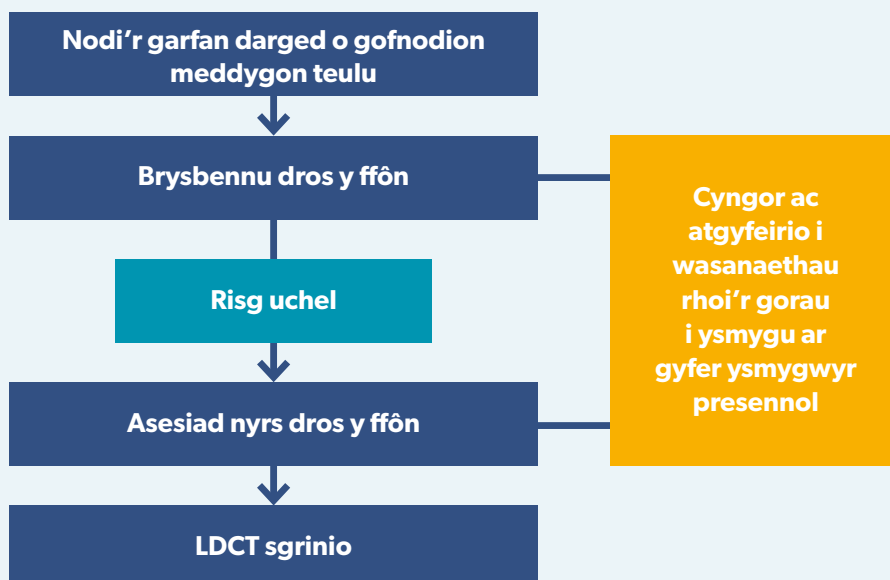 Nodi’r garfan darged o gofnodion
meddygon teulu
Brysbennu dros y ffôn
Risg uchel
Asesiad nyrs dros y ffôn
LDCT sgrinio
Cyngor ac
atgyfeirio i
wasanaethau
rhoi’r gorau
i ysmygu ar
gyfer ysmygwyr
presennol